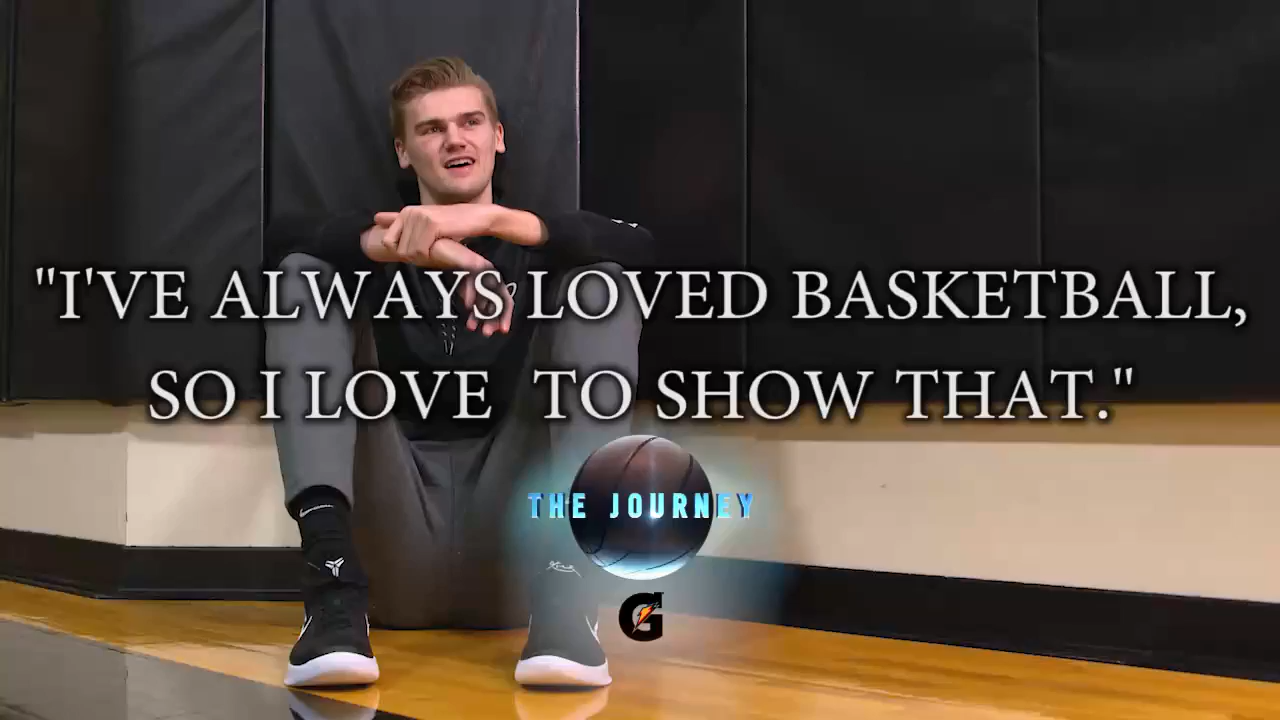 "I'VE ALWAYS LOVED BASKETBALL,
SO I LOVE  TO SHOW THAT."
THE JOURNEY
G